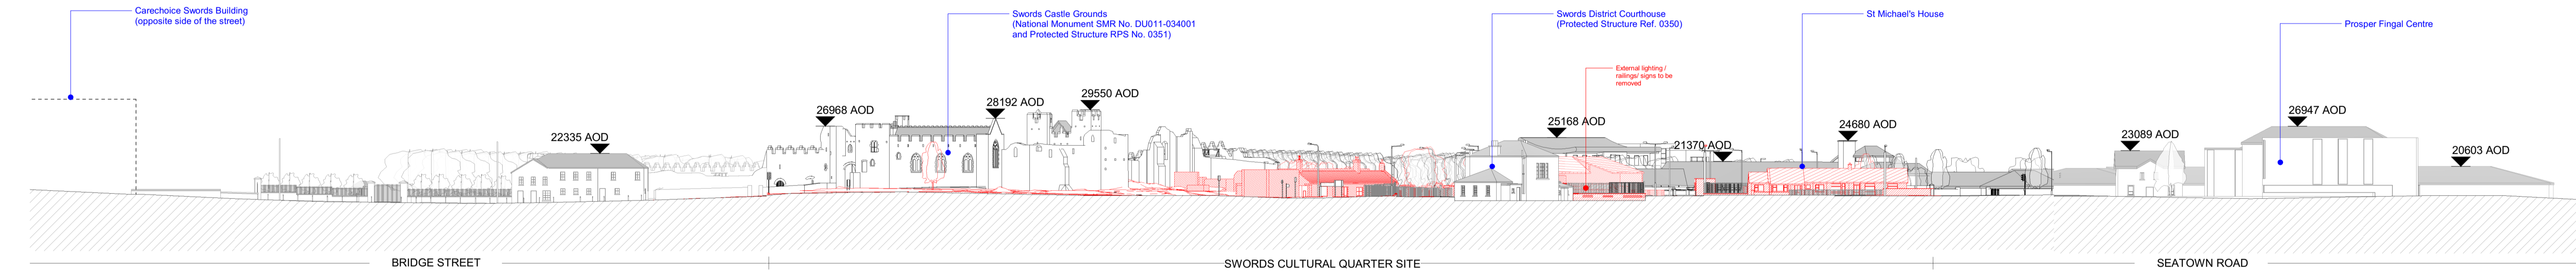 Carechoice Swords Building
(opposite side of the street)
Swords Castle Grounds
(National Monument SMR No. DU011-034001
and Protected Structure RPS No. 0351)
Swords District Courthouse
(Protected Structure Ref. 0350)
St Michael's House
Prosper Fingal Centre
External lighting /
railings/ signs to be
removed
22335 AOD
26968 AOD
28192 AOD
29550 AOD
25168 AOD
21370 AOD
24680 AOD
23089 AOD
26947 AOD
20603 AOD
BRIDGE STREET
SWORDS CULTURAL QUARTER SITE
SEATOWN ROAD